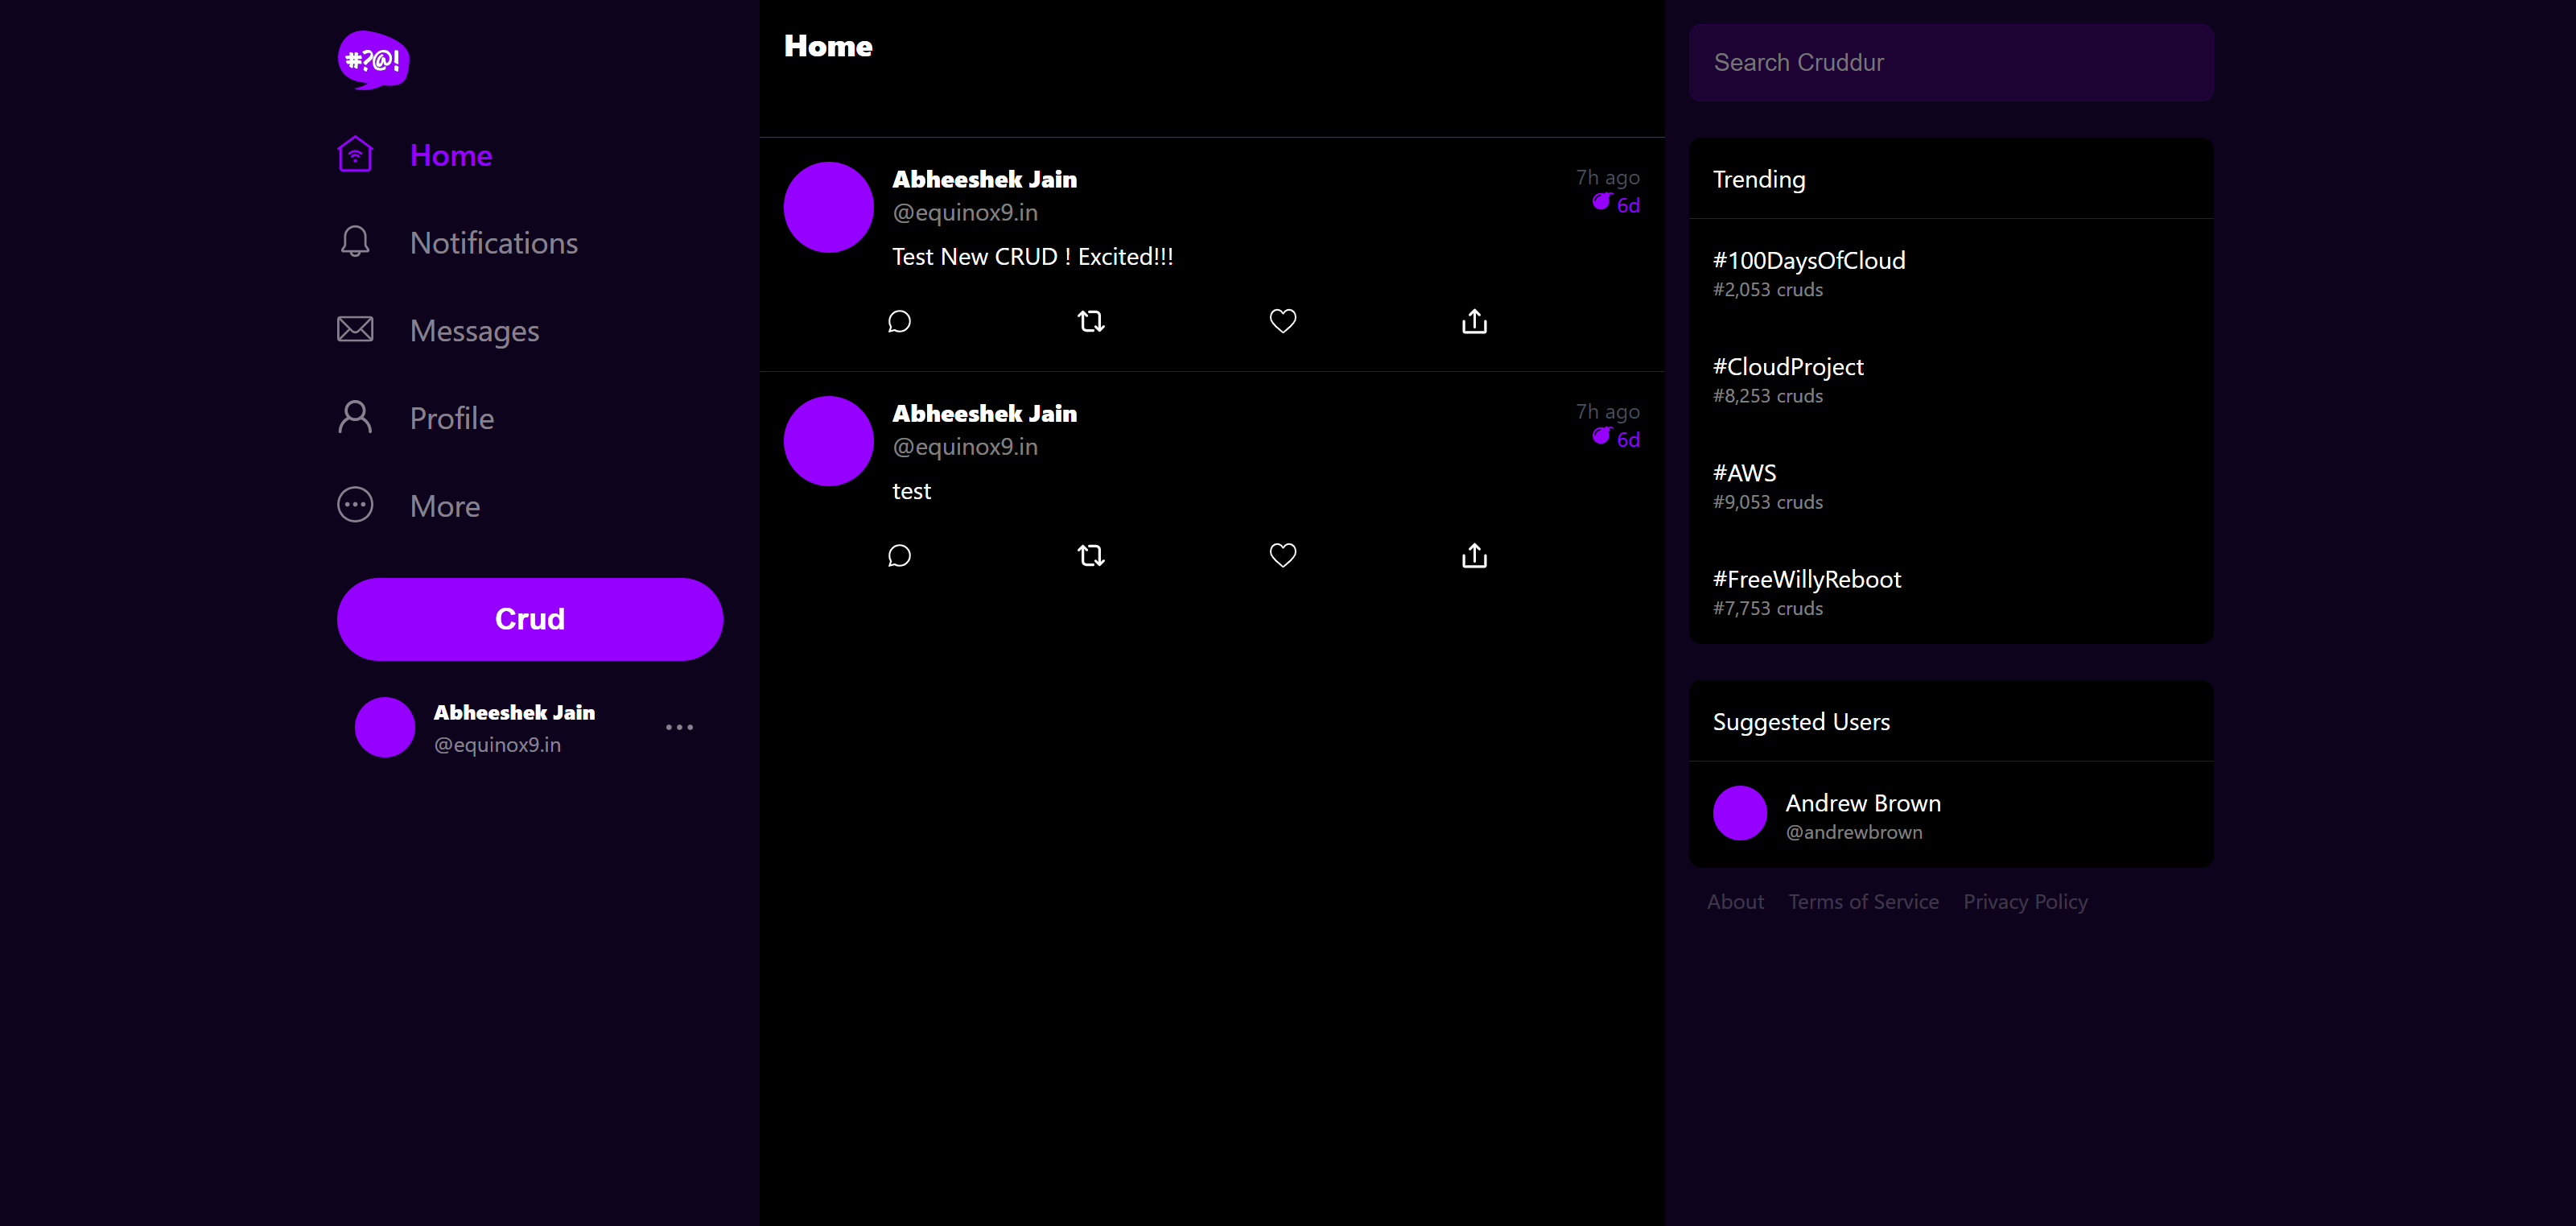 #?@!
Home
Notifications
Messages
Profile
More
Crud
Abheeshek Jain
@equinox9.in
Home
Abheeshek Jain
7h ago
@equinox9.in
6d
Test New CRUD ! Excited!!!
Abheeshek Jain
7h ago
@equinox9.in
6d
test
Search Cruddur
Trending
#100DaysOfCloud
#2,053 cruds
#CloudProject
#8,253 cruds
#AWS
#9,053 cruds
#FreeWillyReboot
#7,753 cruds
Suggested Users
Andrew Brown
@andrewbrown
About Terms of Service Privacy Policy